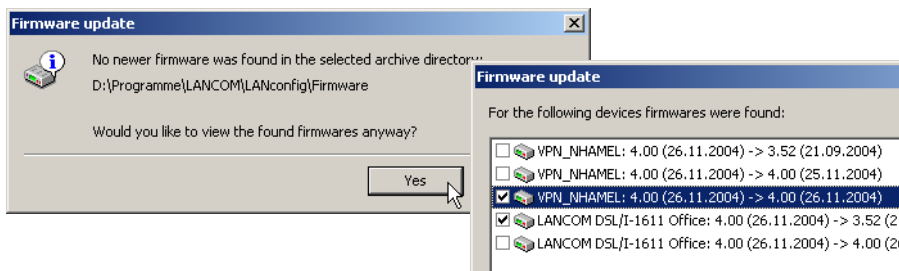 Firmware update
No newer firmware was found in the selected archive directory:
D:\Programme\LANCOM\LANconfig\Firmware
Would you like to view the found firmwares anyway?
Yes
Firmware update
For the following devices firmwares were found:
VPN_NHAMEL: 4.00 (26.11.2004) -> 3.52 (21.09.2004)
VPN_NHAMEL: 4.00 (26.11.2004) -> 4.00 (25.11.2004)
VPN_NHAMEL: 4.00 (26.11.2004) -> 4.00 (26.11.2004)
LANCOM DSL/I-1611 Office: 4.00 (26.11.2004) -> 3.52 (2
LANCOM DSL/I-1611 Office: 4.00 (26.11.2004) -> 4.00 (2